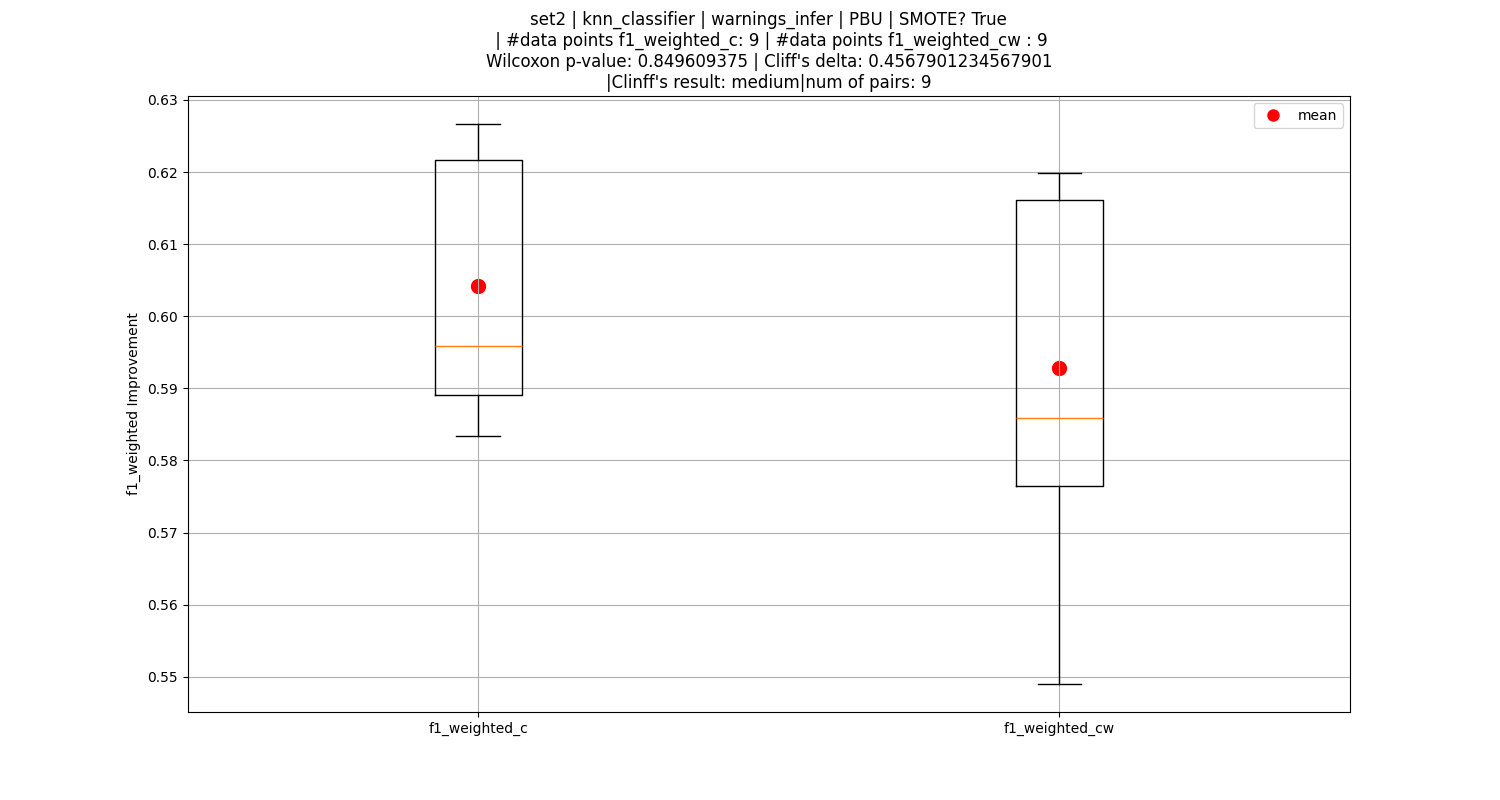 set2 | knn_classifier | warnings_infer | PBU | SMOTE? True
| #data points f1_weighted_c: 9 | #data points f1_weighted_cw : 9
Wilcoxon p-value: 0.849609375 | Cliff's delta: 0.4567901234567901
|Clinff's result: medium|num of pairs: 9
mean
f1_weighted Improvement
0.63
0.62
0.61
0.60
0.59
0.58
0.57
0.56
0.55
f1_weighted_c
f1_weighted_cw